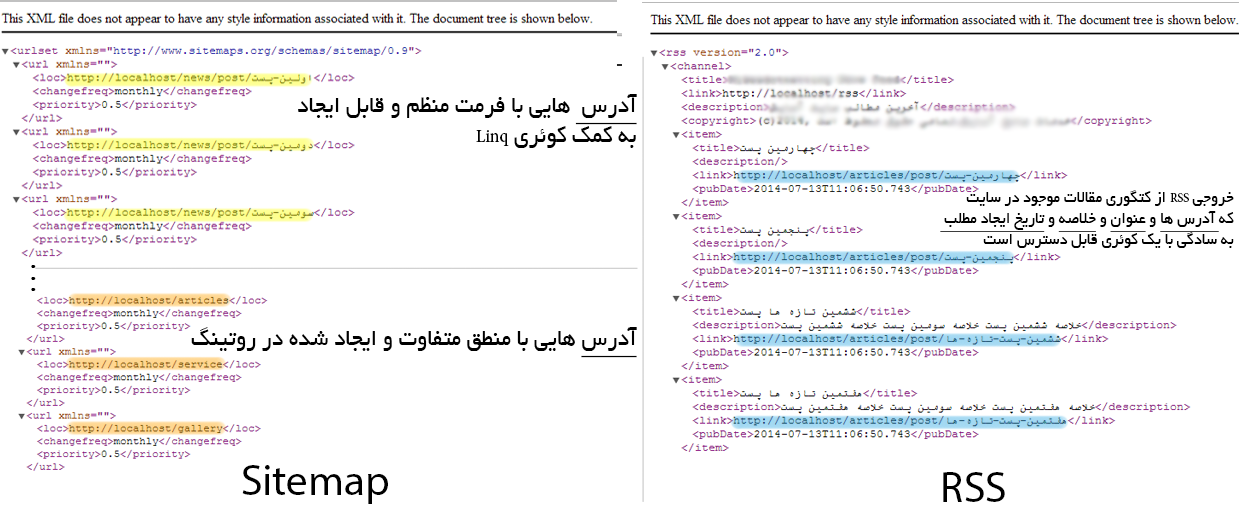 This XML file does not appear to have any style information associated with it. The document tree is shown below.
▼<urlset xmlns="http://www.sitemaps.org/schemas/sitemap/0.9">
▼<url xmlns="">
<loc>http://localhost/news/post/اولین-پست</loc>
<changefreq>monthly</changefreq>
<priority>0.5</priority>
</url>
▼<url xmlns="">
<loc>http://localhost/news/post/دومین-پست</loc>
<changefreq>monthly</changefreq>
<priority>0.5</priority>
</url>
▼<url xmlns="">
<loc>http://localhost/news/post/سومین-پست</loc>
<changefreq>monthly</changefreq>
<priority>0.5</priority>
</url>
آدرس هایی با فرمت منظم و قابل ایجاد
به کمک کوئری Linq
<loc>http://localhost/articles</loc>
<changefreq>monthly</changefreq>
<priority>0.5</priority>
</url>
▼<url xmlns="">
<loc>http://localhost/service</loc>
<changefreq>monthly</changefreq>
<priority>0.5</priority>
</url>
▼<url xmlns="">
<loc>http://localhost/gallery</loc>
<changefreq>monthly</changefreq>
<priority>0.5</priority>
</url>
آدرس هایی با منطق متفاوت و ایجاد شده در روتینگ
Sitemap
This XML file does not appear to have any style information associated with it. The document tree is shown below.
▼<rss version="2.0">
▼<channel>
<title></title>
<link>http://localhost/rss</link>
<description>آخرین مطالب</description>
<copyright>(c)2014,</copyright>
▼<item>
<title>چهارمین پست</title>
<description/>
<link>http://localhost/articles/post/چهارمین-پست</link>
<pubDate>2014-07-13T11:06:50.743</pubDate>
</item>
▼<item>
<title>پنجمین پست</title>
<description/>
<link>http://localhost/articles/post/پنجمین-پست</link>
<pubDate>2014-07-13T11:06:50.743</pubDate>
</item>
▼<item>
<title>ششمین تازه ها پست</title>
<description>خلاصه ششمین پست خلاصه سومین پست خلاصه ششمین پست</description>
<link>http://localhost/articles/post/ششمین-پست-تازه-ها</link>
<pubDate>2014-07-13T11:06:50.743</pubDate>
</item>
▼<item>
<title>هفتمین تازه ها پست</title>
<description>خلاصه هفتمین پست خلاصه سومین پست خلاصه هفتمین پست</description>
<link>http://localhost/articles/post/هفتمین-پست-تازه-ها</link>
<pubDate>2014-07-13T11:06:50.743</pubDate>
</item>
خروجی RSS از کتگوری مقالات موجود در سایت
که آدرس ها و عنوان و خلاصه و تاریخ ایجاد مطلب
به سادگی با یک کوئری قابل دسترس است
RSS